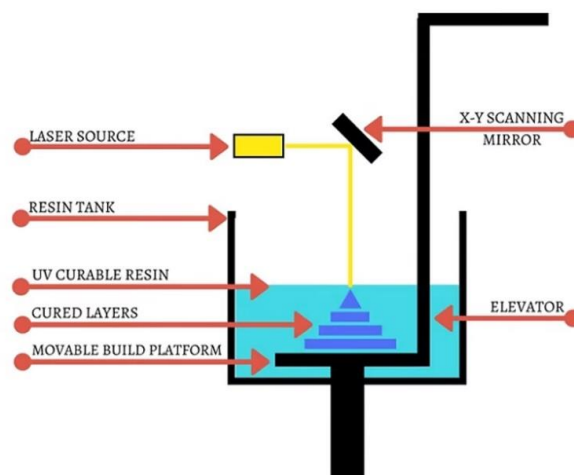 X-Y SCANNING
MIRROR
LASER SOURCE
RESIN TANK
UV CURABLE RESIN
CURED LAYERS
ELEVATOR
MOVABLE BUILD PLATFORM